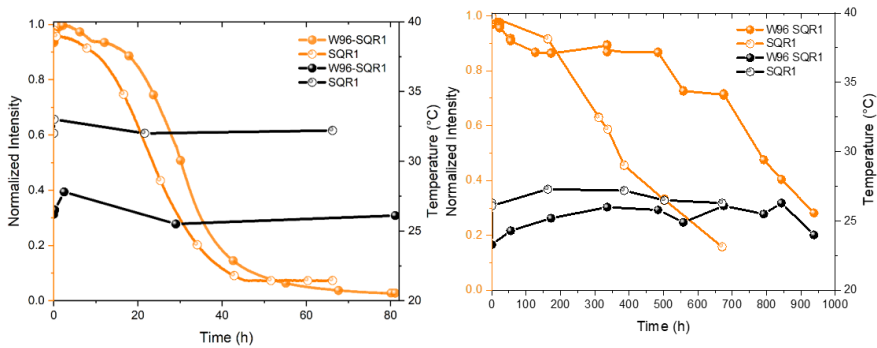 W96-SQR1
SQR1
W96-SQR1
SQR1
1.0
0.8
0.6
0.4
0.2
0.0
Normalized Intensity
0 20 40 60 80
Time (h)
40
35
30
25
20
Temperature (°C)
W96 SQR1
SQR1
W96 SQR1
SQR1
1.0
0.8
0.6
0.4
0.2
0.0
Normalized Intensity
0 100 200 300 400 500 600 700 800 900 1000
Time (h)
40
35
30
25
20
Temperature (°C)